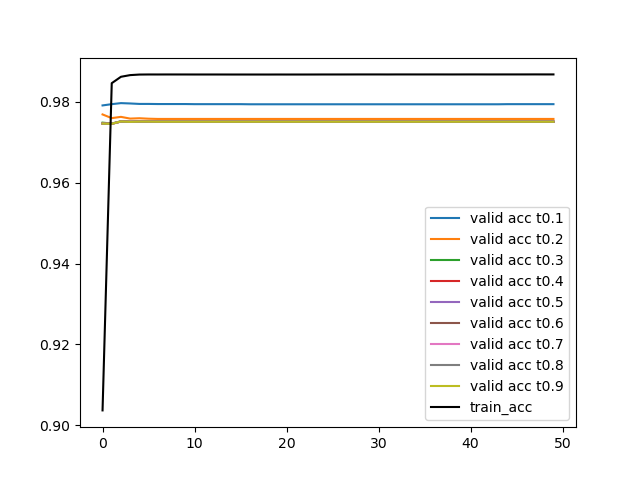 0.98
0.96
0.94
0.92
0.90
0
10
20
30
40
50
valid acc t0.1
valid acc t0.2
valid acc t0.3
valid acc t0.4
valid acc t0.5
valid acc t0.6
valid acc t0.7
valid acc t0.8
valid acc t0.9
train_acc